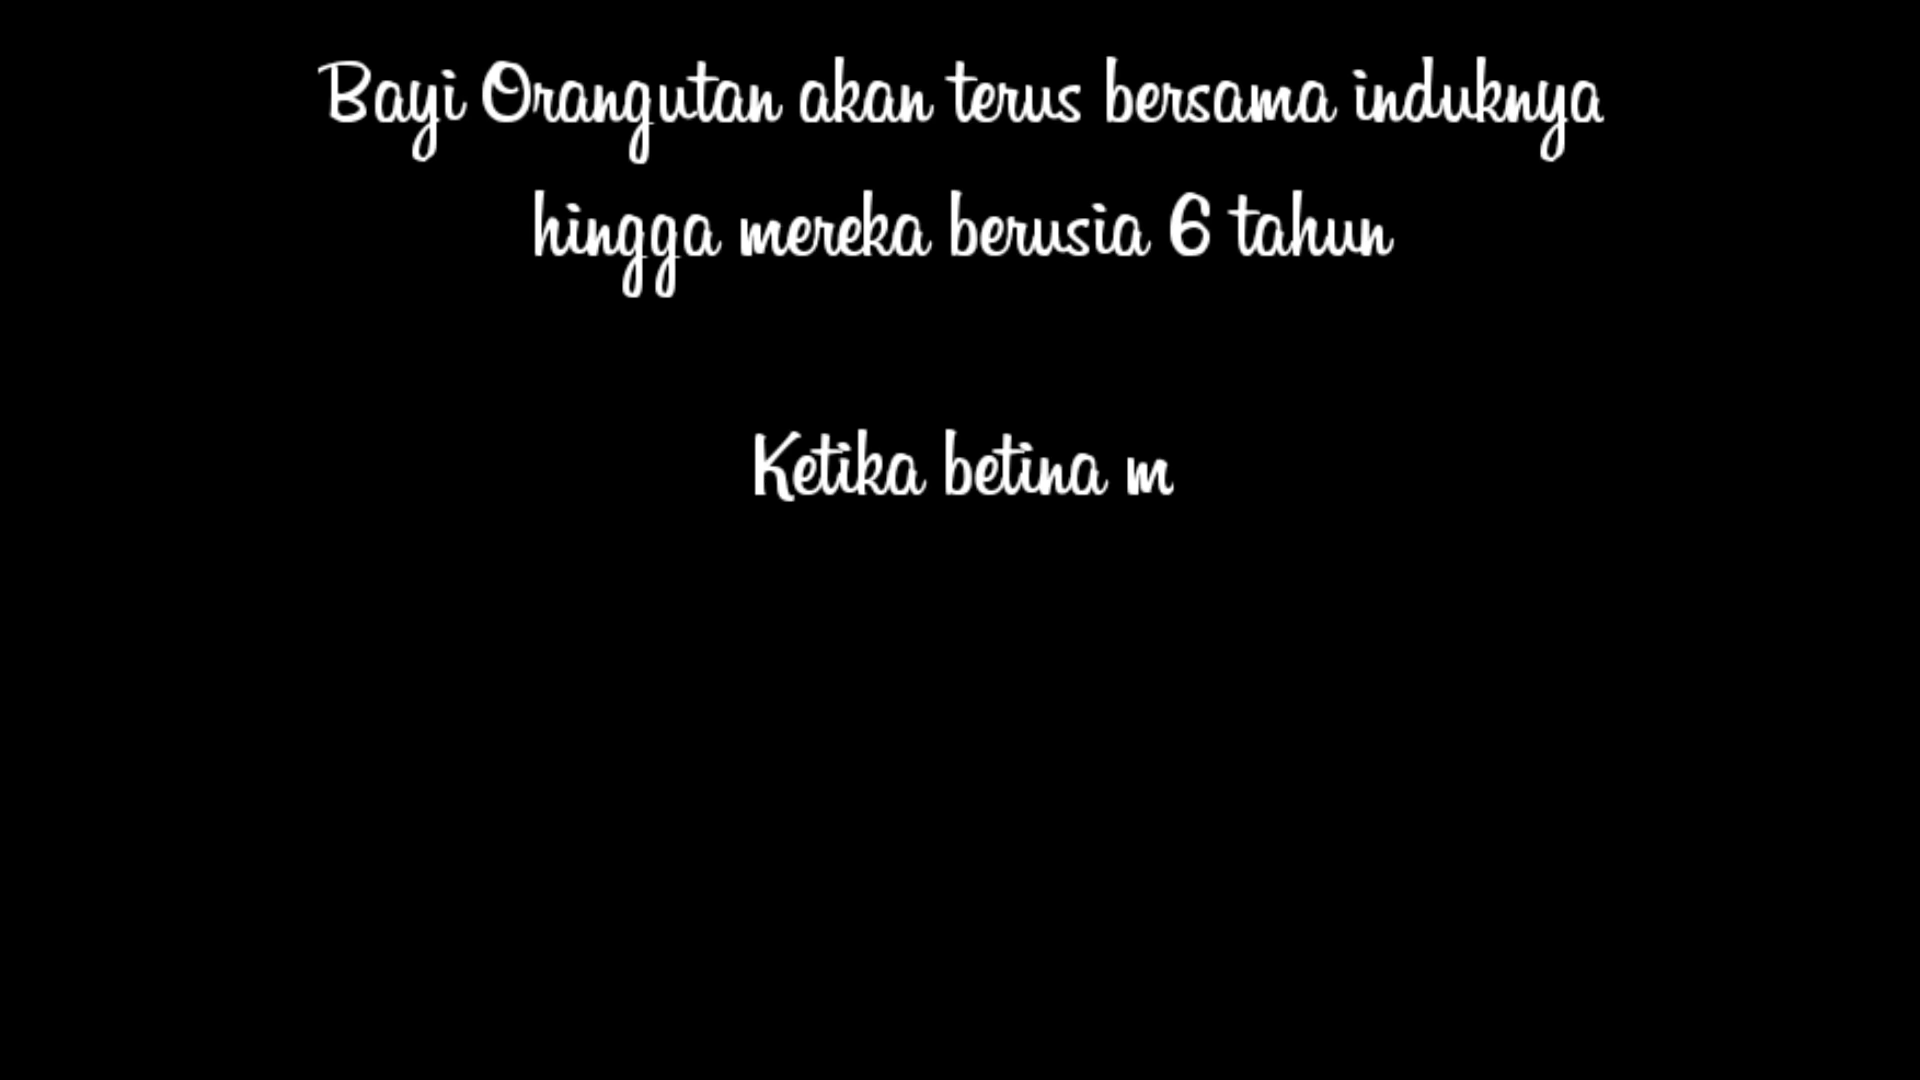 Bayi Orangutan akan terus bersama induknya
hingga mereka berusia 6 tahun
Ketika betina m